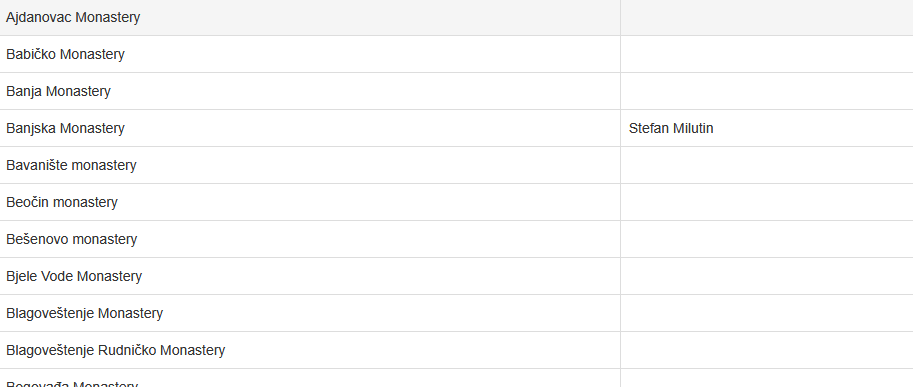 Ajdanovac Monastery
Babičko Monastery
Banja Monastery
Banjska Monastery Stefan Milutin
Bavanište monastery
Beočin monastery
Bešenovo monastery
Bjele Vode Monastery
Blagoveštenje Monastery
Blagoveštenje Rudničko Monastery
Bogovađa Monastery